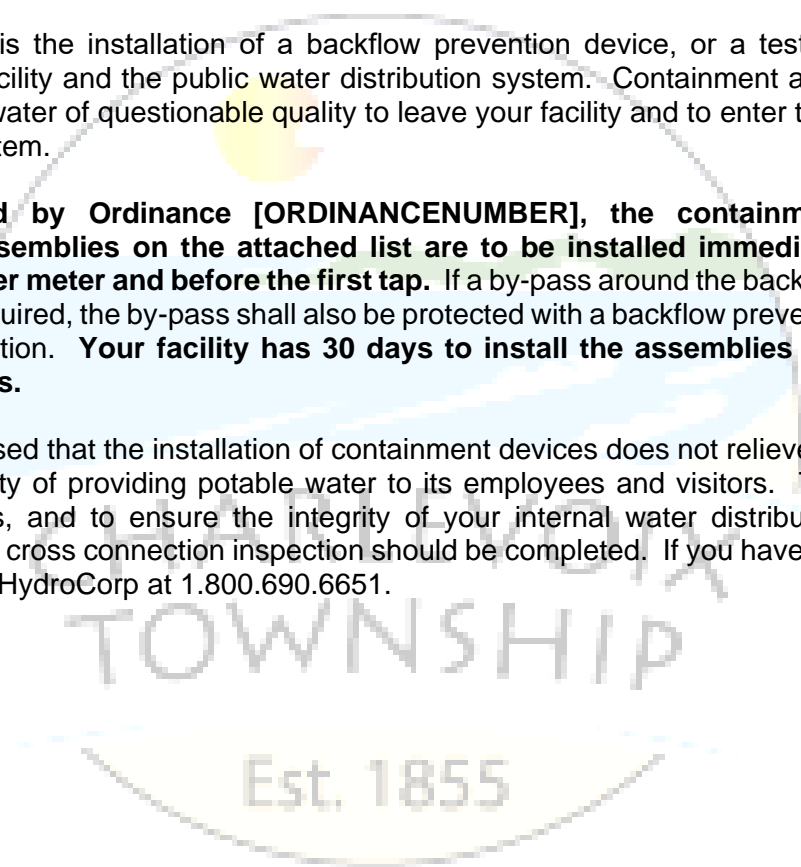 is the installation of a backflow prevention device, or a test
cility and the public water distribution system. Containment a
water of questionable quality to leave your facility and to enter t
tem.
d by Ordinance [ORDINANCENUMBER], the containm
semblies on the attached list are to be installed immedi
er meter and before the first tap. If a by-pass around the back
quired, the by-pass shall also be protected with a backflow preve
tion. Your facility has 30 days to install the assemblies
s.
sed that the installation of containment devices does not relieve
ty of providing potable water to its employees and visitors.
s, and to ensure the integrity of your internal water distribu
cross connection inspection should be completed. If you have
HydroCorp at 1.800.690.6651.
CHARLEVOIX
TOWNSHIP
Est. 1855